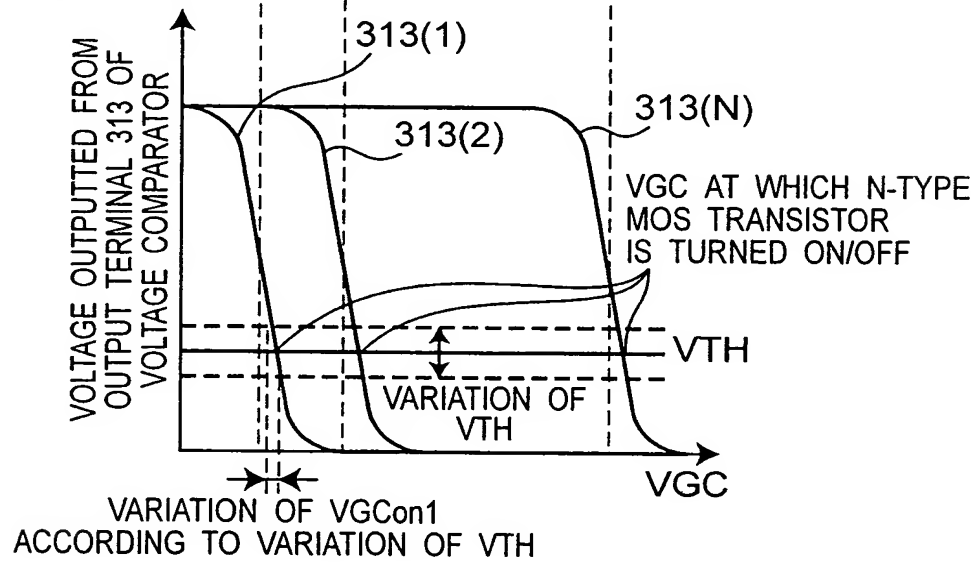 VOLTAGE OUTPUTTED FROM
OUTPUT TERMINAL 313 OF
VOLTAGE COMPARATOR
313(1)
313(2)
313(N)
VGC AT WHICH N-TYPE
MOS TRANSISTOR
IS TURNED ON/OFF
VTH
VARIATION OF
VTH
VGC
VARIATION OF VGCon1
ACCORDING TO VARIATION OF VTH